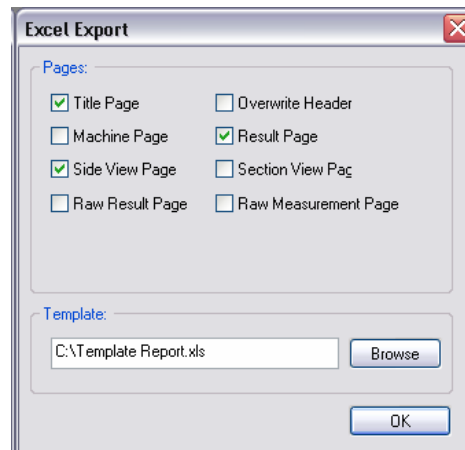 Excel Export
Pages:
Title Page
Overwrite Header
Machine Page
Result Page
Side View Page
Section View Pag
Raw Result Page
Raw Measurement Page
Template:
C:\Template Report.xls
Browse
OK